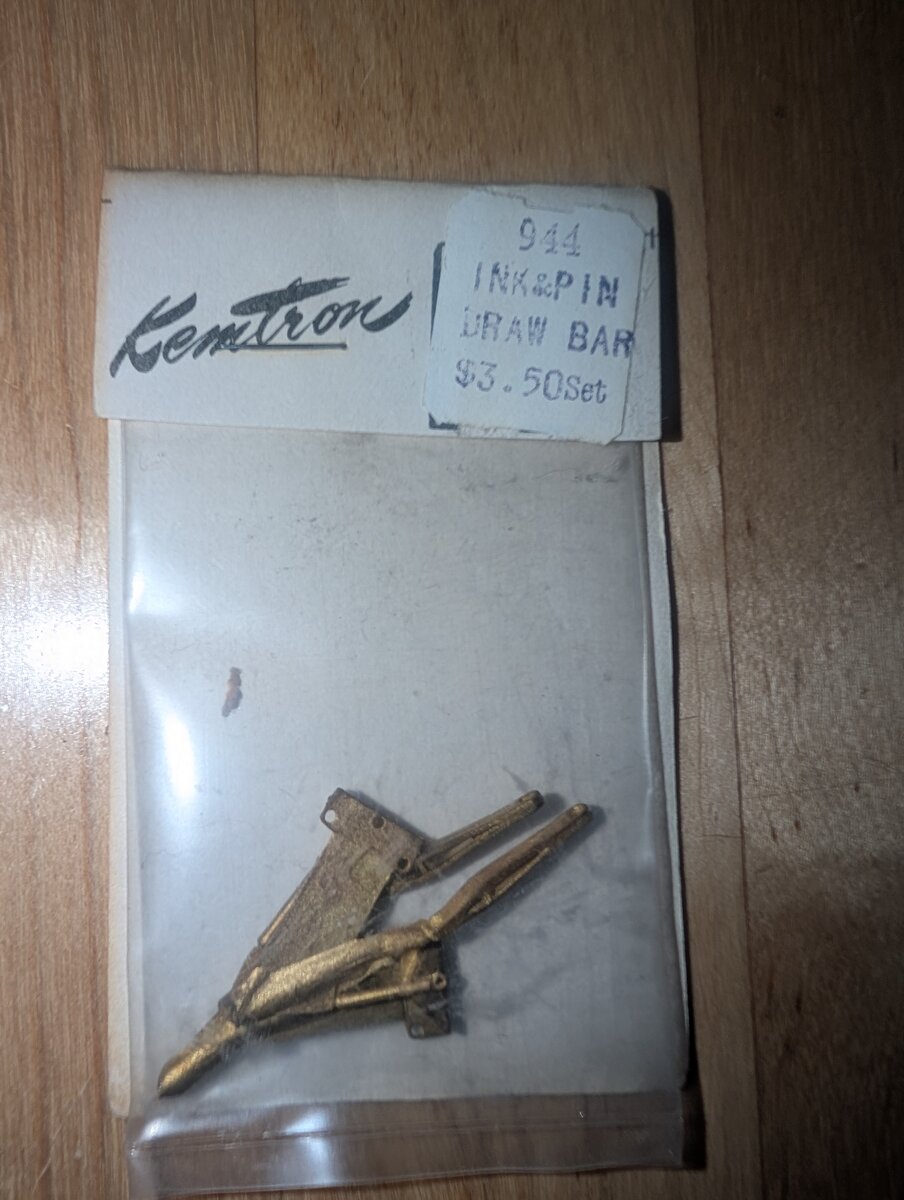 Kemtron
944
INK&PIN
DRAW BAR
$3.50Set